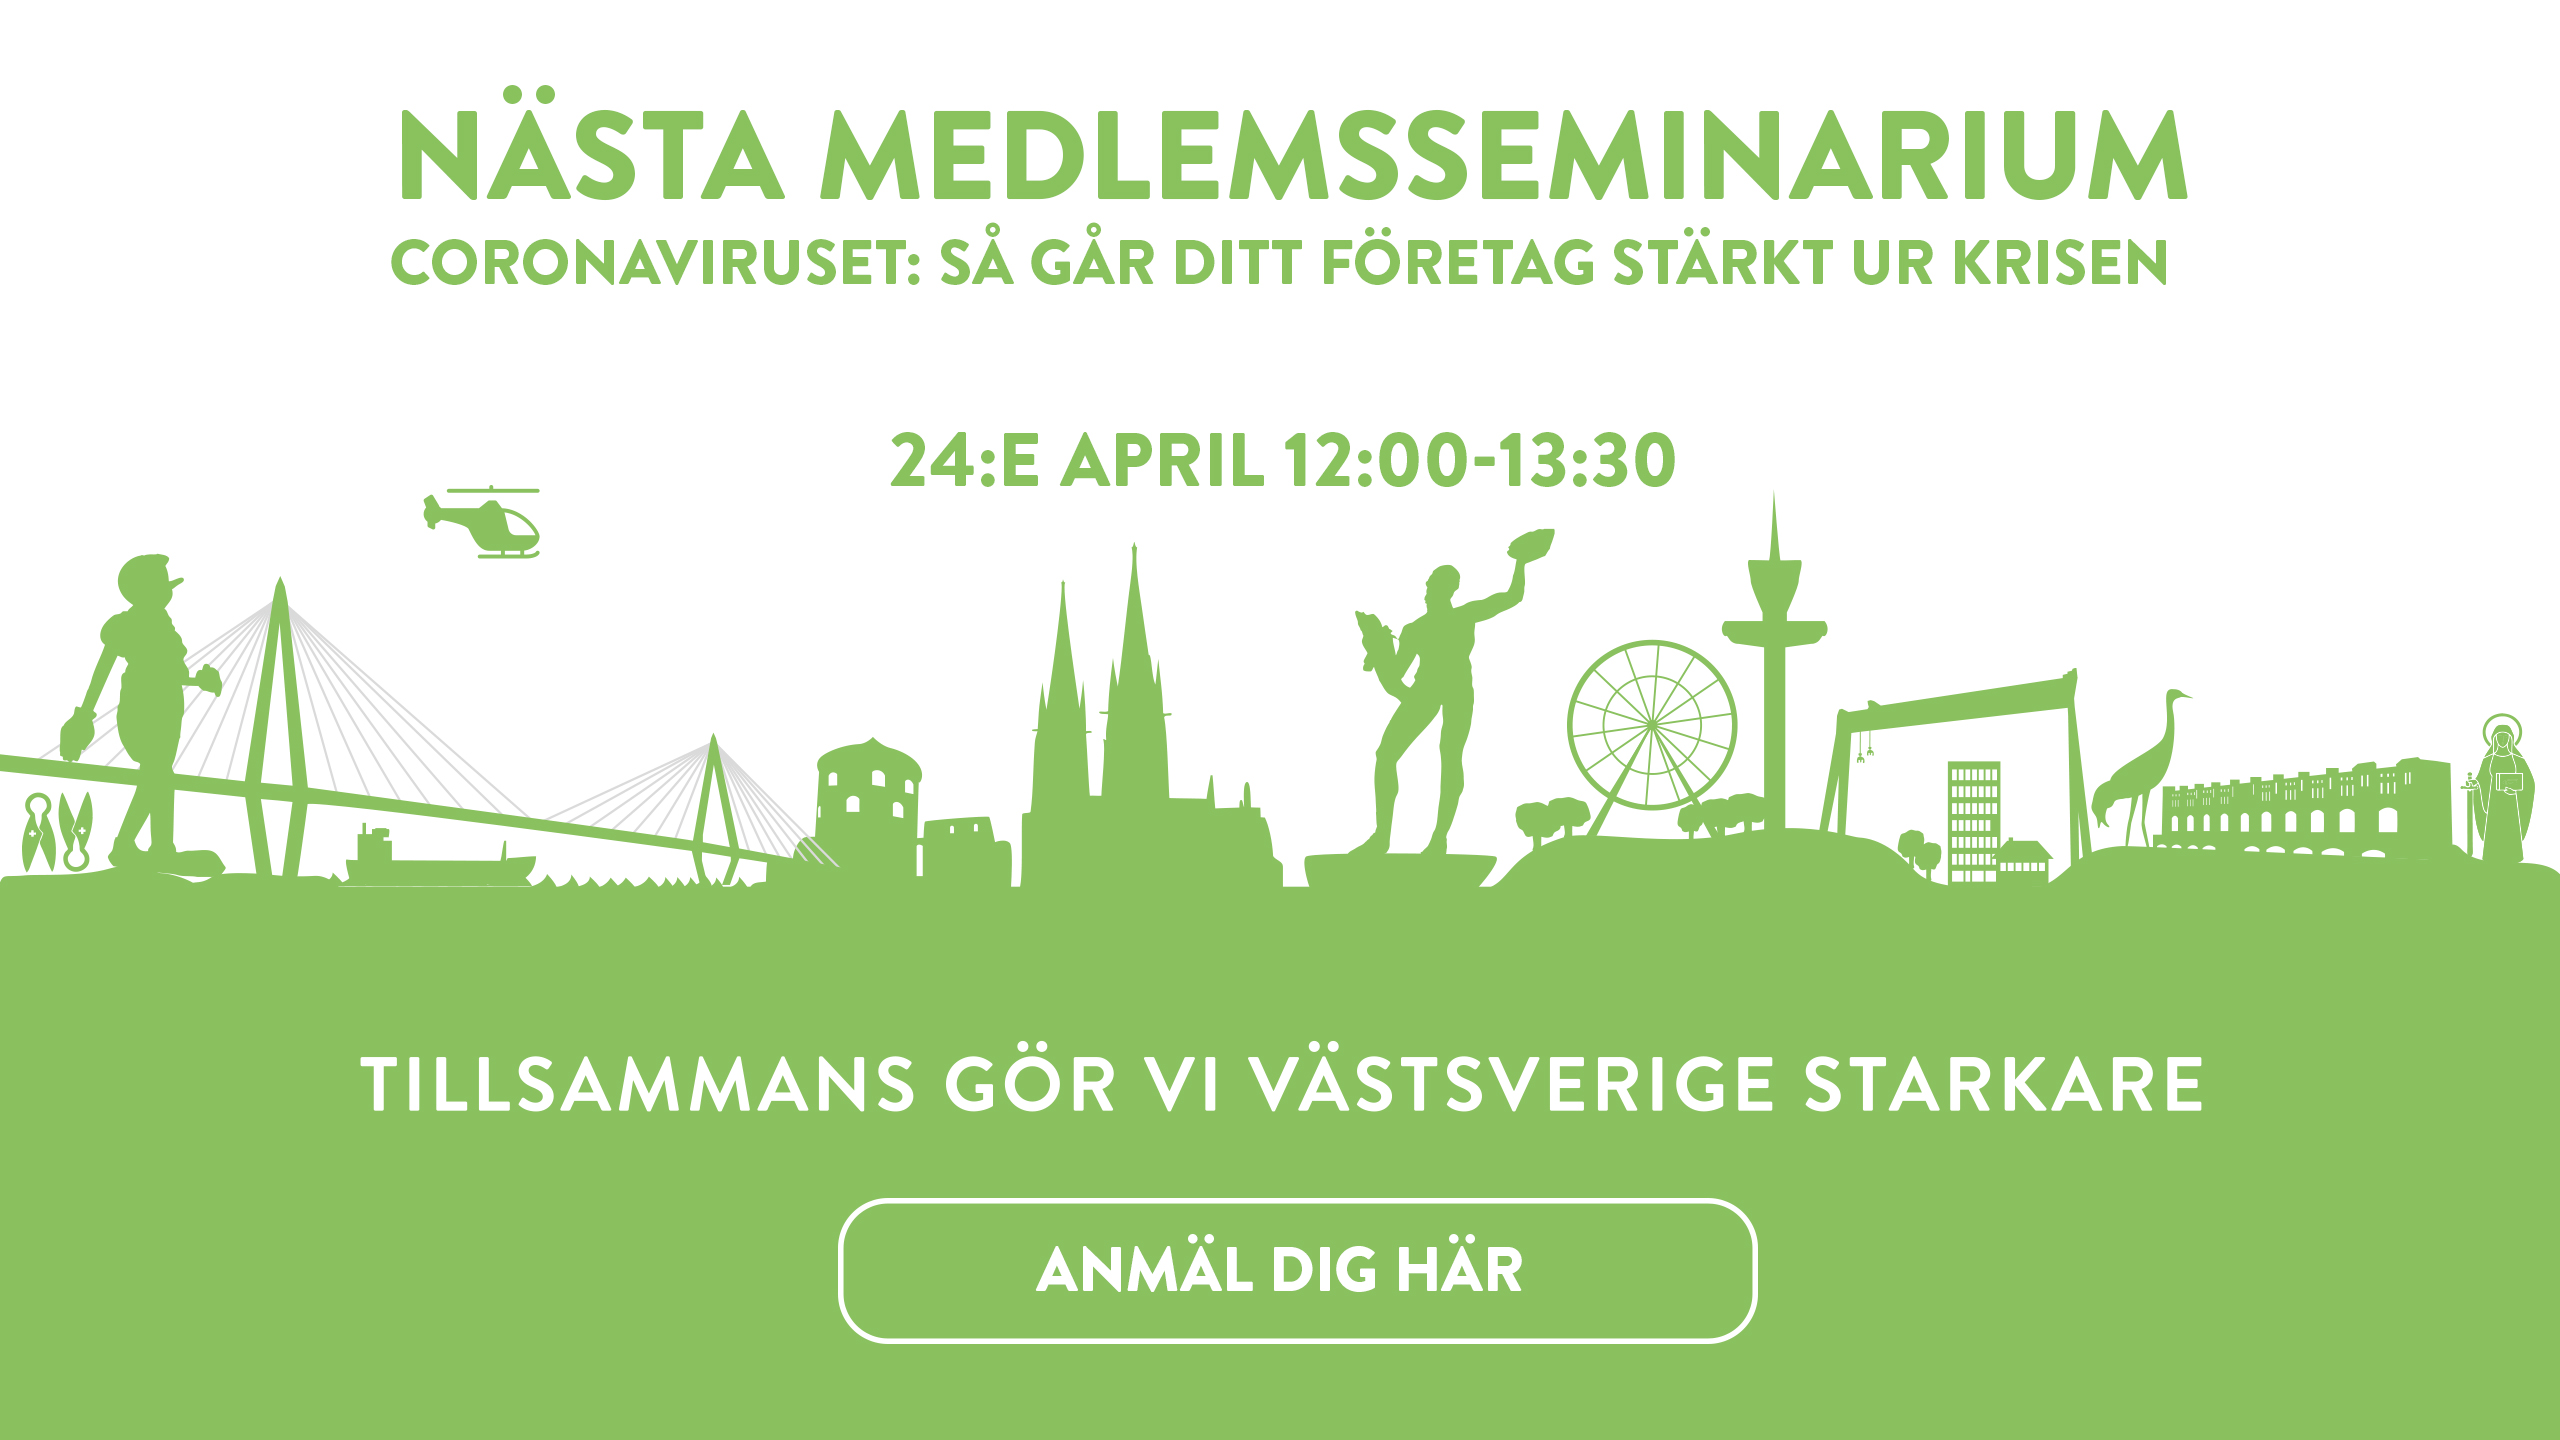 NÄSTA MEDLEMSSEMINARIUM
CORONAVIRUSET: SÅ GÅR DITT FÖRETAG STÄRKT UR KRISEN
24:E APRIL 12:00-13:30
TILLSAMMANS GÖR VI VÄSTSVERIGE STARKARE
ANMÄL DIG HÄR